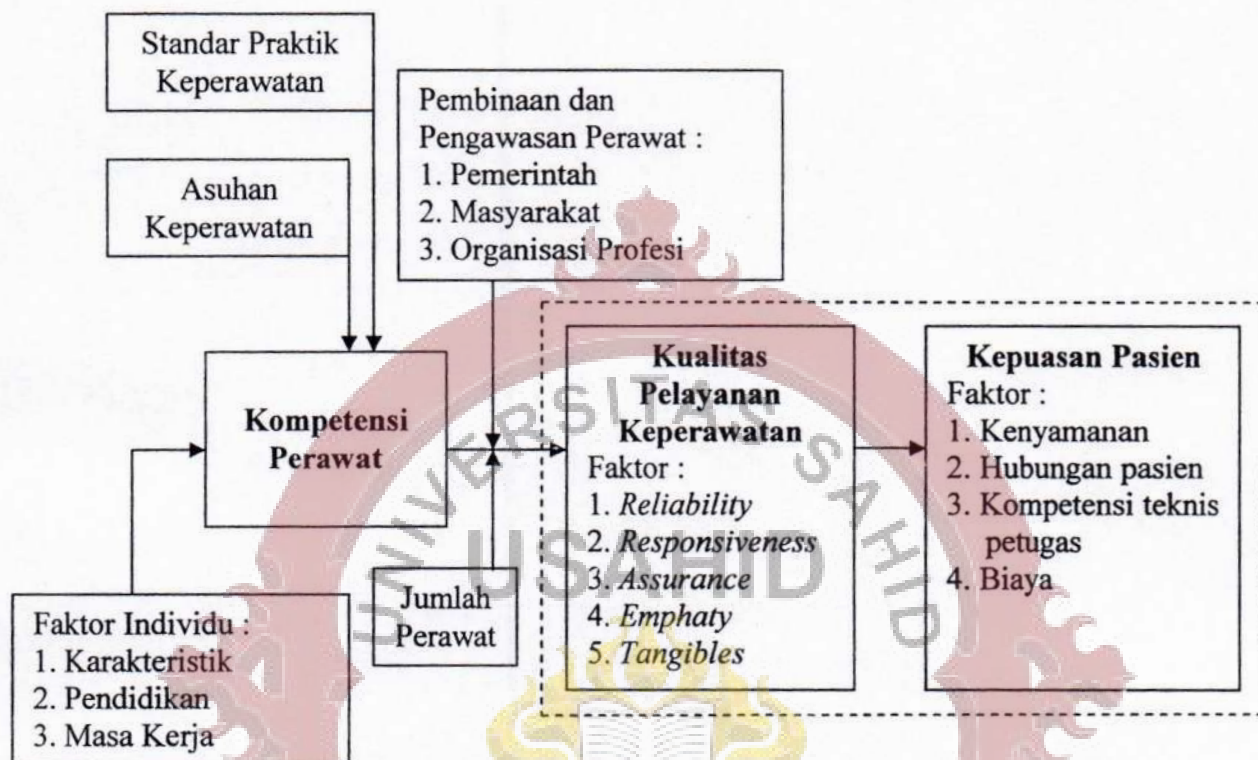 Standar Praktik
Keperawatan
Asuhan
Keperawatan
Pembinaan dan
Pengawasan Perawat :
1. Pemerintah
2. Masyarakat
3. Organisasi Profesi
Kompetensi
Perawat
Faktor Individu :
1. Karakteristik
2. Pendidikan
3. Masa Kerja
Jumlah
Perawat
Kualitas
Pelayanan
Keperawatan
Faktor :
1. Reliability
2. Responsiveness
3. Assurance
4. Emphaty
5. Tangibles
Kepuasan Pasien
Faktor :
1. Kenyamanan
2. Hubungan pasien
3. Kompetensi teknis
petugas
4. Biaya
UNIVERSITAS SAHID
USAHID